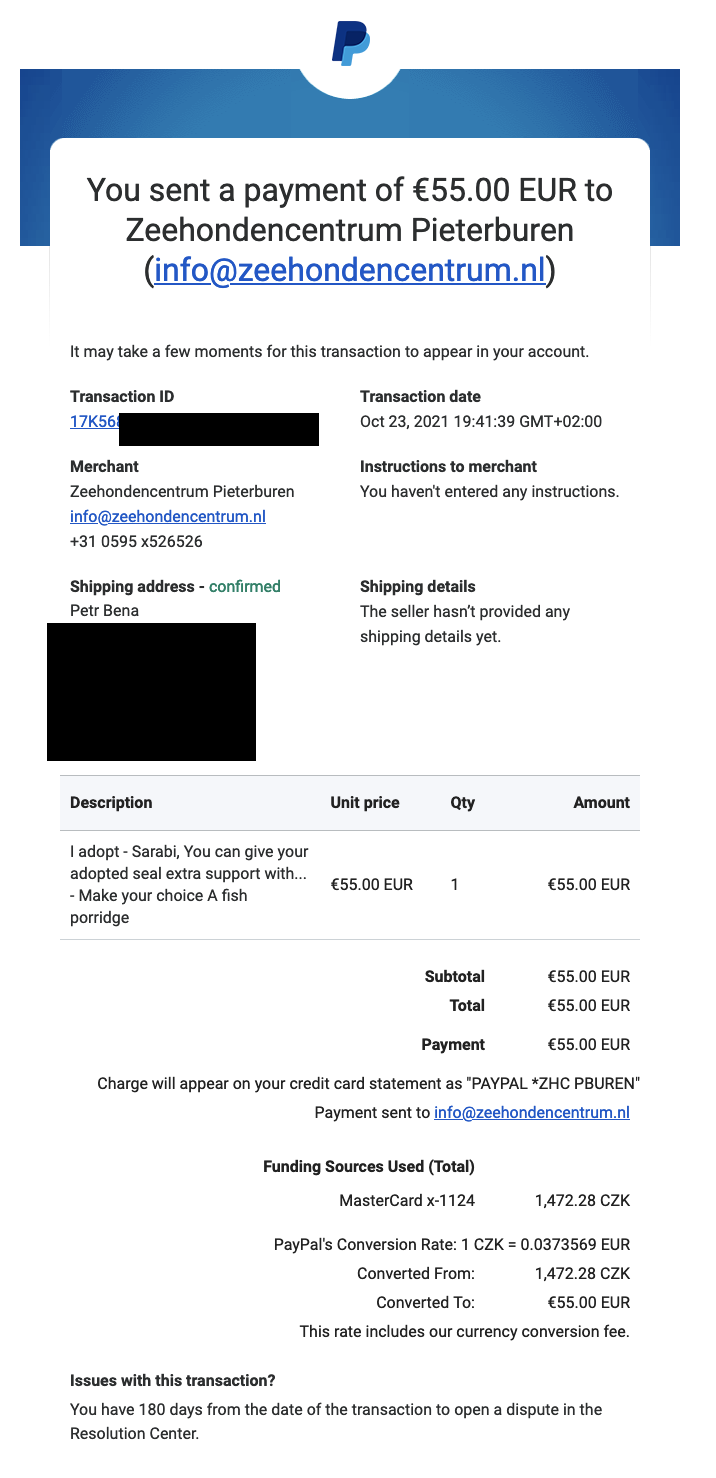 You sent a payment of €55.00 EUR to
Zeehondencentrum Pieterburen
(info@zeehondencentrum.nl)
It may take a few moments for this transaction to appear in your account.
Transaction ID
17K568
Transaction date
Oct 23, 2021 19:41:39 GMT+02:00
Merchant
Zeehondencentrum Pieterburen
info@zeehondencentrum.nl
+31 0595 x526526
Instructions to merchant
You haven't entered any instructions.
Shipping address - confirmed
Petr Bena
Shipping details
The seller hasn’t provided any
shipping details yet.
Description Unit price Qty Amount
I adopt - Sarabi, You can give your
adopted seal extra support with...
- Make your choice A fish
porridge
€55.00 EUR 1 €55.00 EUR
Subtotal €55.00 EUR
Total €55.00 EUR
Payment €55.00 EUR
Charge will appear on your credit card statement as "PAYPAL *ZHC PBUREN"
Payment sent to info@zeehondencentrum.nl
Funding Sources Used (Total)
MasterCard x-1124 1,472.28 CZK
PayPal's Conversion Rate: 1 CZK = 0.0373569 EUR
Converted From: 1,472.28 CZK
Converted To: €55.00 EUR
This rate includes our currency conversion fee.
Issues with this transaction?
You have 180 days from the date of the transaction to open a dispute in the
Resolution Center.